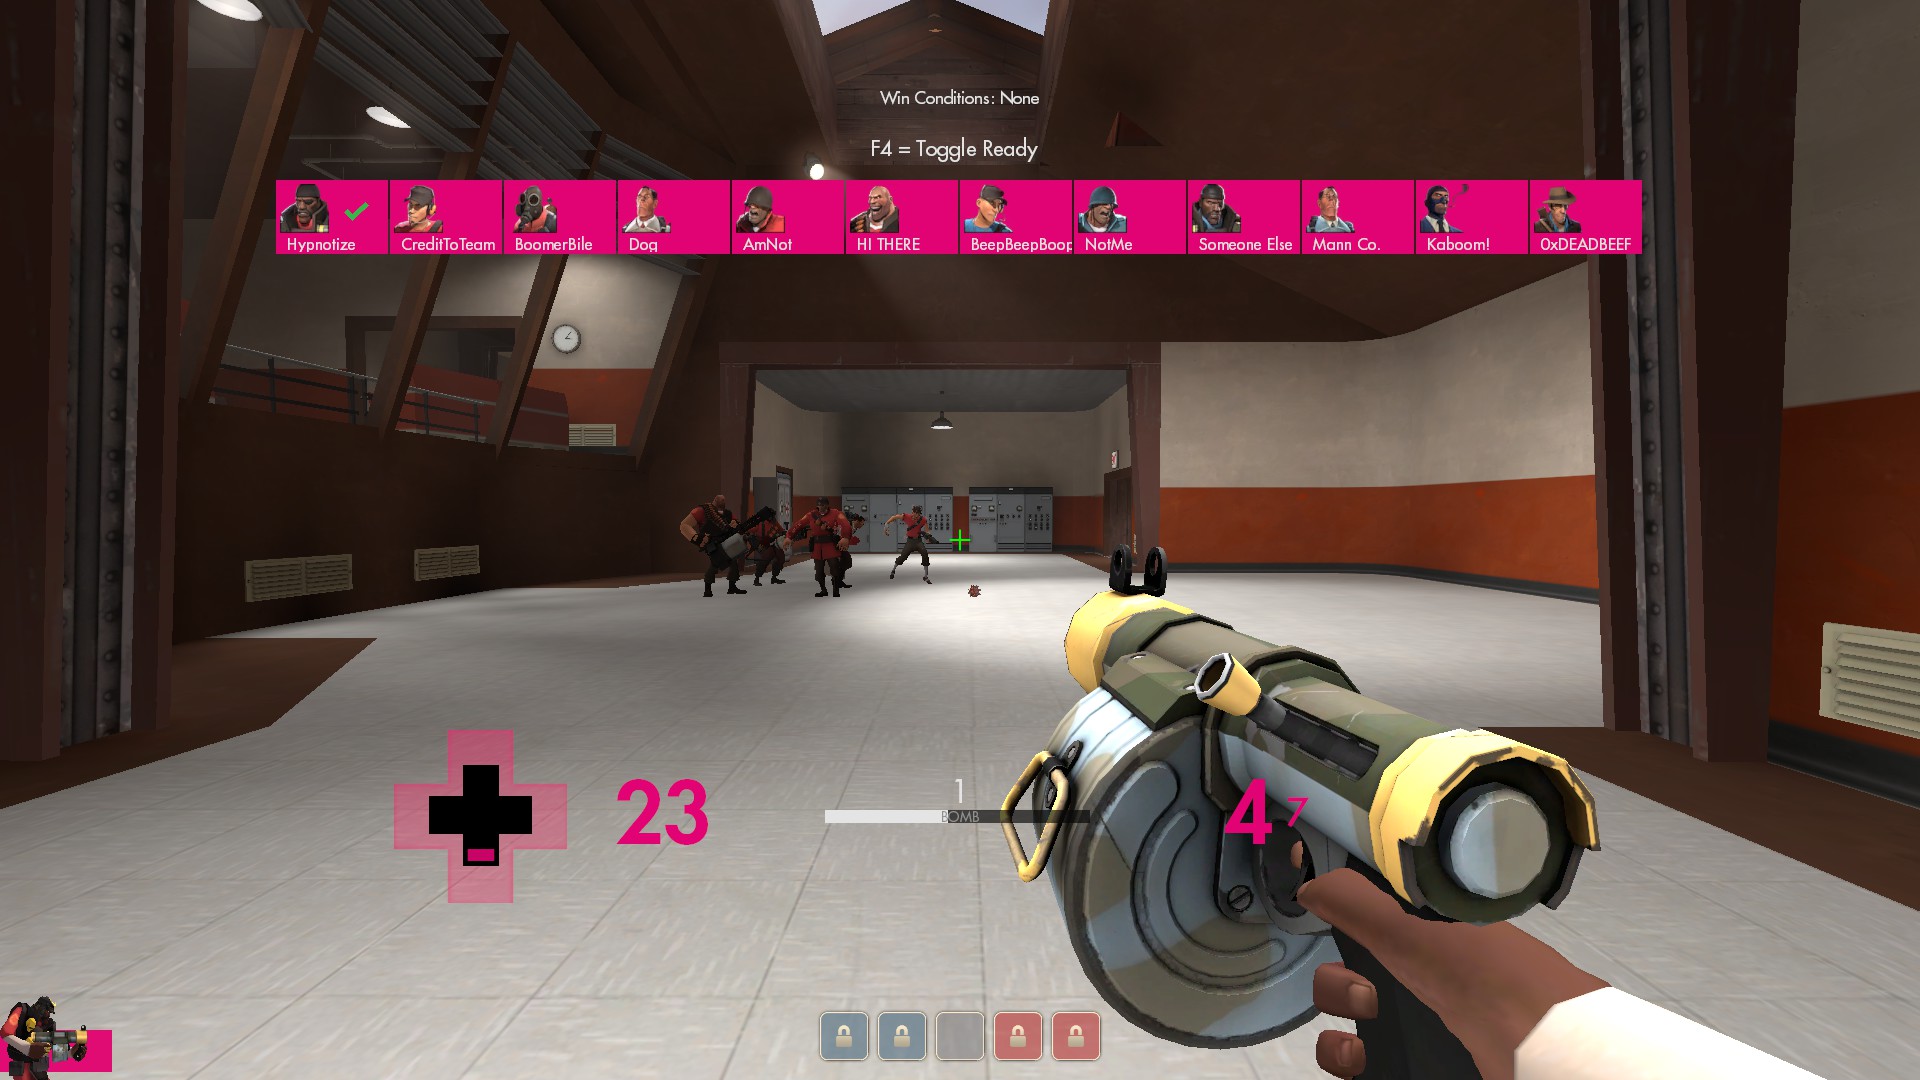 Win Conditions: None
F4 = Toggle Ready
Hypnotize CreditToTeam BoomerBile Dog AmNot HI THERE BeepBeepBoop NotMe Someone Else Mann Co. Kaboom! 0xDEADBEEF
23
1
BOMB
4 7